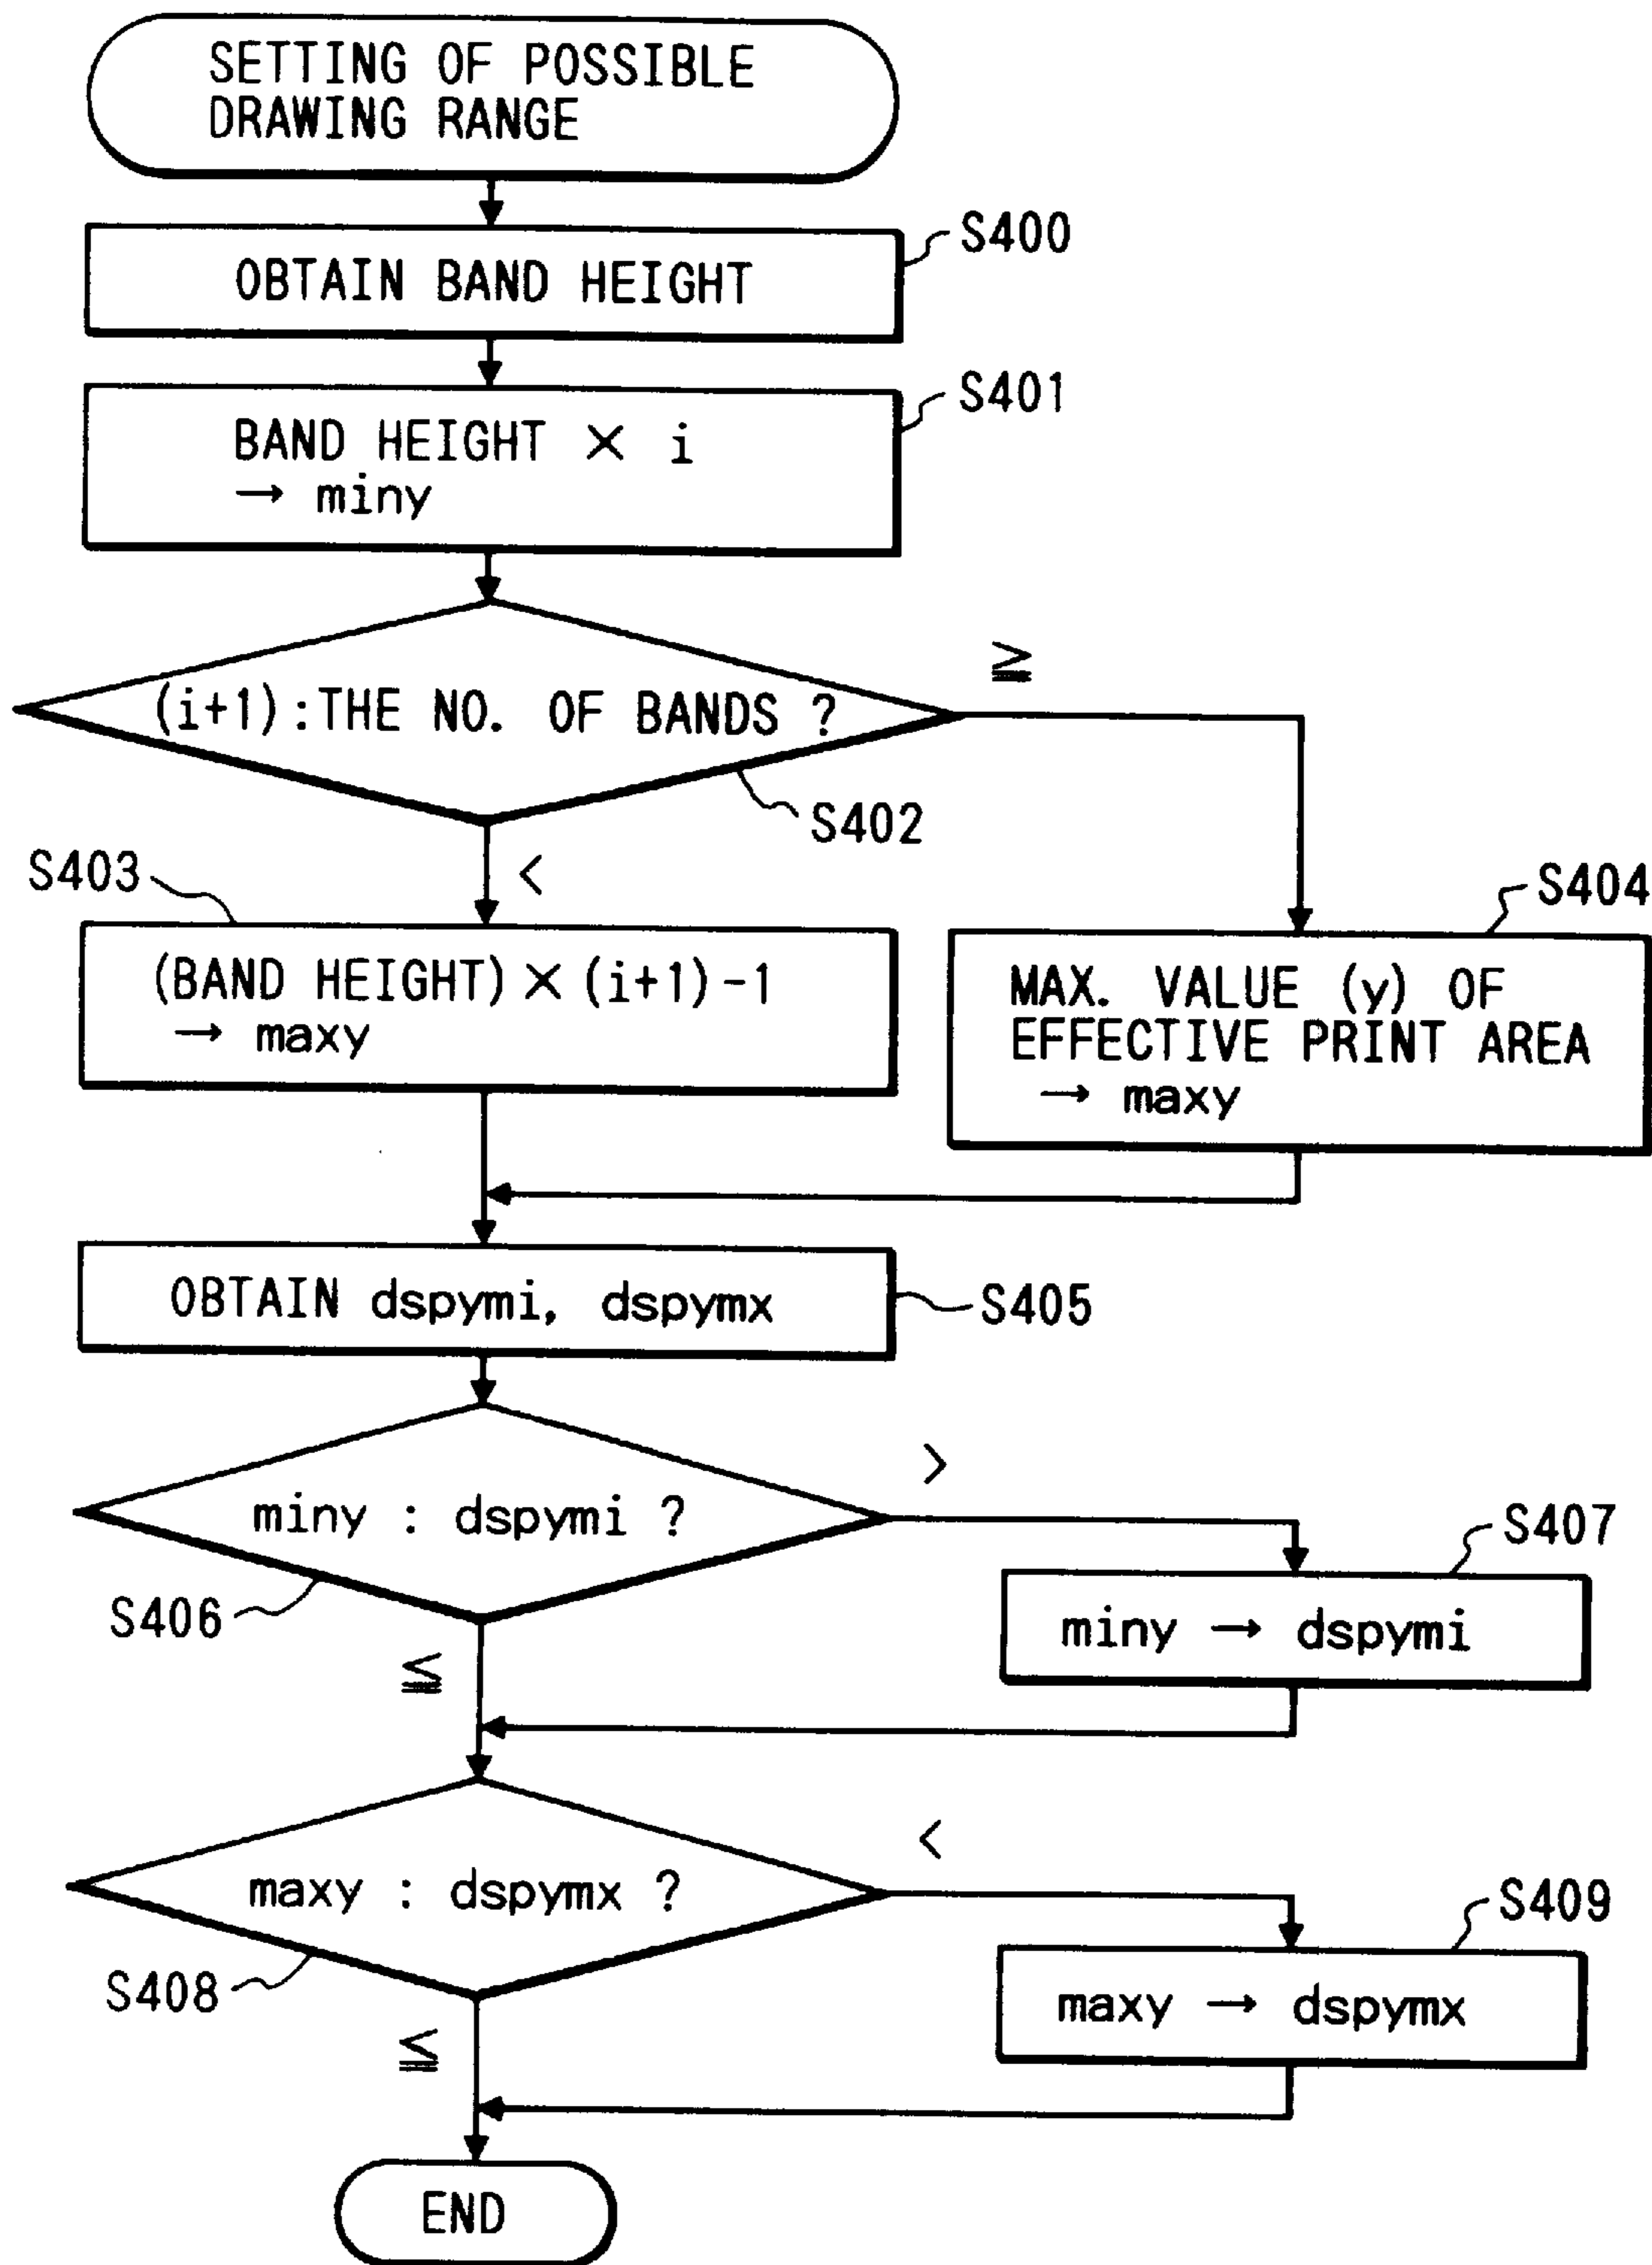 SETTING OF POSSIBLE
DRAWING RANGE
S400
OBTAIN BAND HEIGHT
S401
BAND HEIGHT × i
→ miny
≧
(i+1):THE NO. OF BANDS ?
S402
<
S403
(BAND HEIGHT)×(i+1)-1
→ maxy
S404
MAX. VALUE (y) OF
EFFECTIVE PRINT AREA
→ maxy
OBTAIN dspymi, dspymx
S405
>
miny : dspymi ?
S406
≦
S407
miny → dspymi
<
maxy : dspymx ?
S408
≦
S409
maxy → dspymx
END